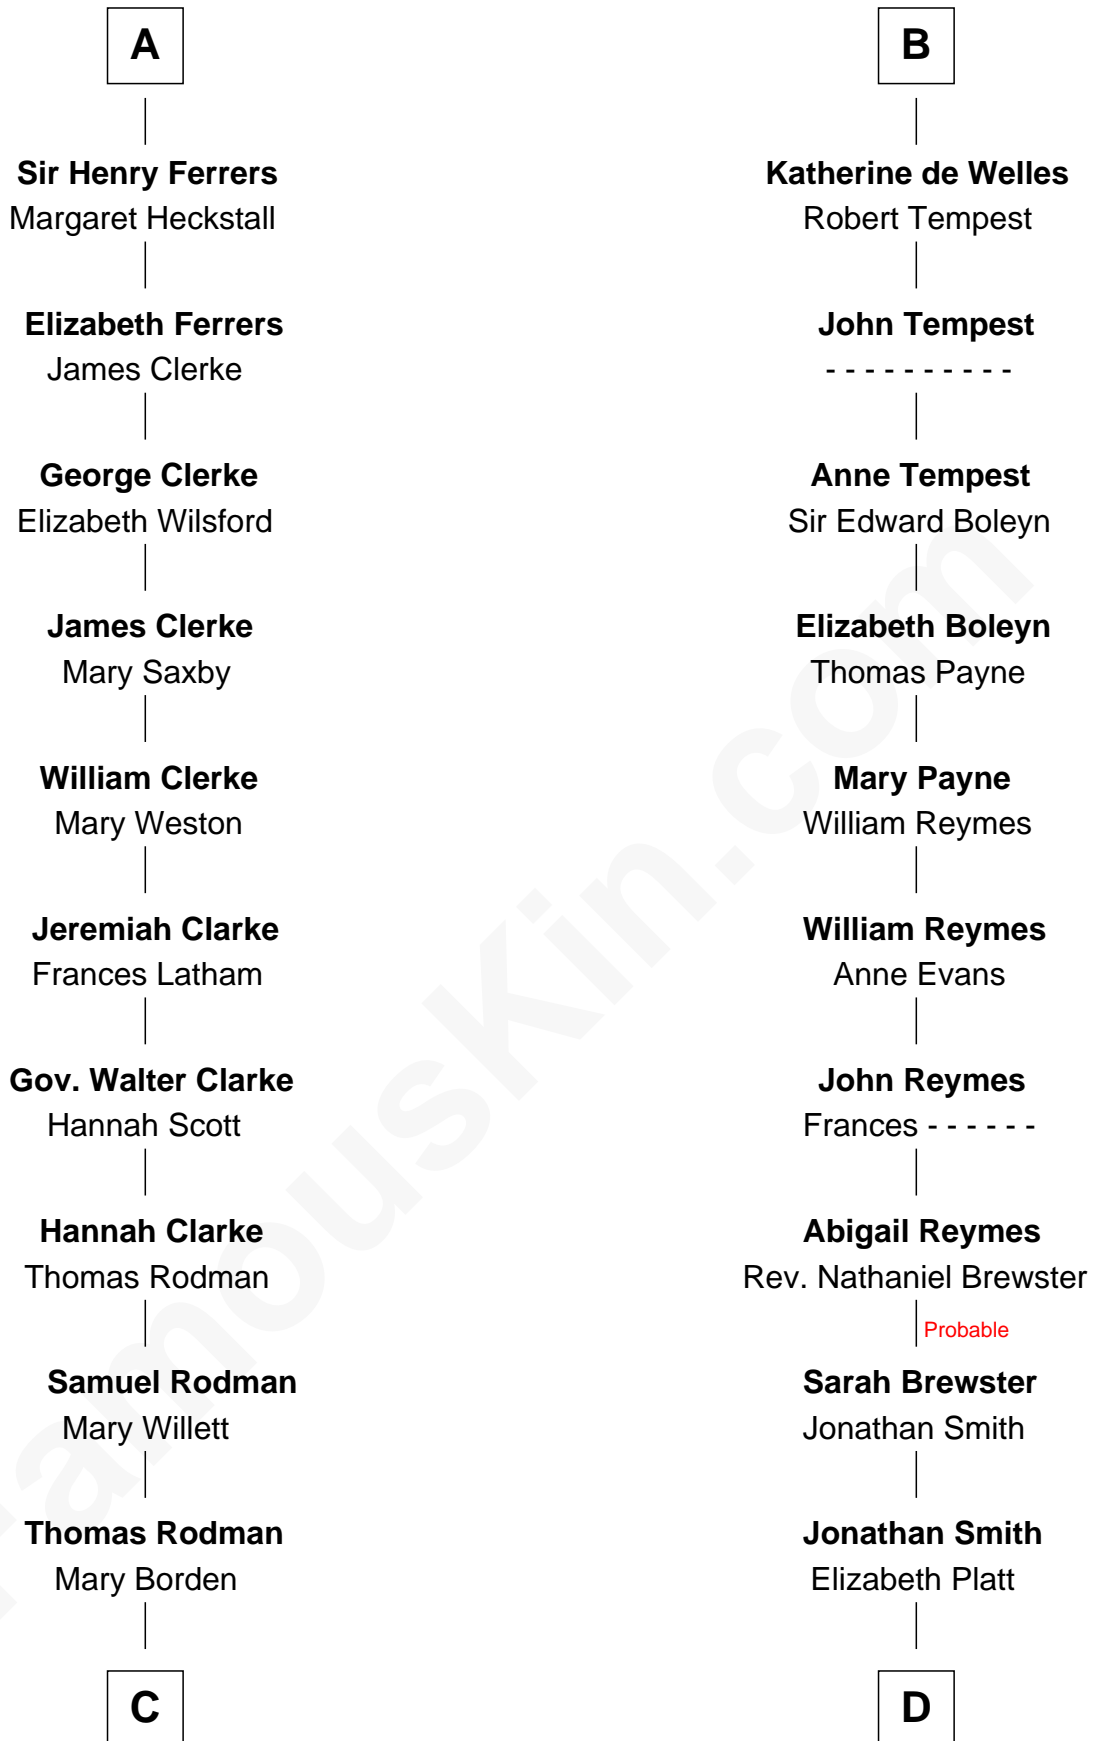 A
Sir Henry Ferrers
Margaret Heckstall
Elizabeth Ferrers
James Clerke
George Clerke
Elizabeth Wilsford
James Clerke
Mary Saxby
William Clerke
Mary Weston
Jeremiah Clarke
Frances Latham
Gov. Walter Clarke
Hannah Scott
Hannah Clarke
Thomas Rodman
Samuel Rodman
Mary Willett
Thomas Rodman
Mary Borden
C
B
Katherine de Welles
Robert Tempest
John Tempest
- - - - - - - - - -
Anne Tempest
Sir Edward Boleyn
Elizabeth Boleyn
Thomas Payne
Mary Payne
William Reymes
William Reymes
Anne Evans
John Reymes
Frances - - - - - -
Abigail Reymes
Rev. Nathaniel Brewster
Probable
Sarah Brewster
Jonathan Smith
Jonathan Smith
Elizabeth Platt
D
FamousKin.com